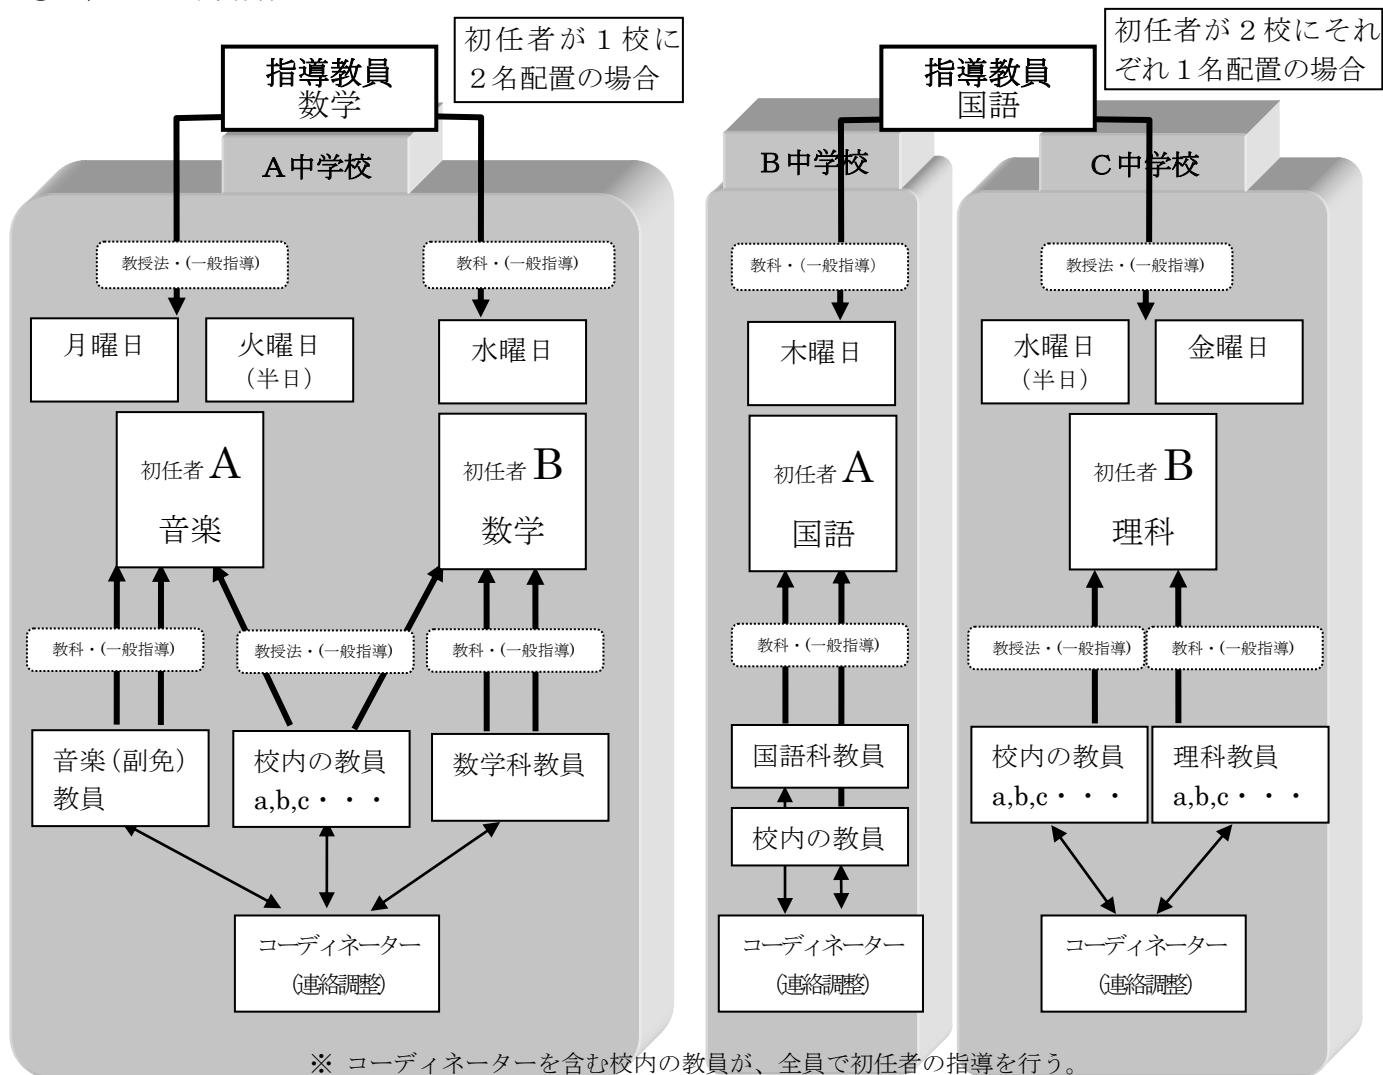 初任者が１校に
２名配置の場合
指導教員
数学
A中学校
教授法・(一般指導)
教科・(一般指導)
月曜日
火曜日
（半日）
水曜日
初任者 A
音楽
初任者 B
数学
教科・(一般指導)
教授法・(一般指導)
教科・(一般指導)
音楽（副免）
教員
校内の教員
a,b,c・・・
数学科教員
コーディネーター
(連絡調整)
初任者が２校にそれ
ぞれ１名配置の場合
指導教員
国語
B中学校
教科・（一般指導）
木曜日
初任者 A
国語
教科・(一般指導)
国語科教員
校内の教員
コーディネーター
(連絡調整)
C中学校
教授法・(一般指導)
水曜日
（半日）
金曜日
初任者 B
理科
教授法・(一般指導)
教科・(一般指導)
校内の教員
a,b,c・・・
理科教員
a,b,c・・・
コーディネーター
(連絡調整)
※ コーディネーターを含む校内の教員が、全員で初任者の指導を行う。